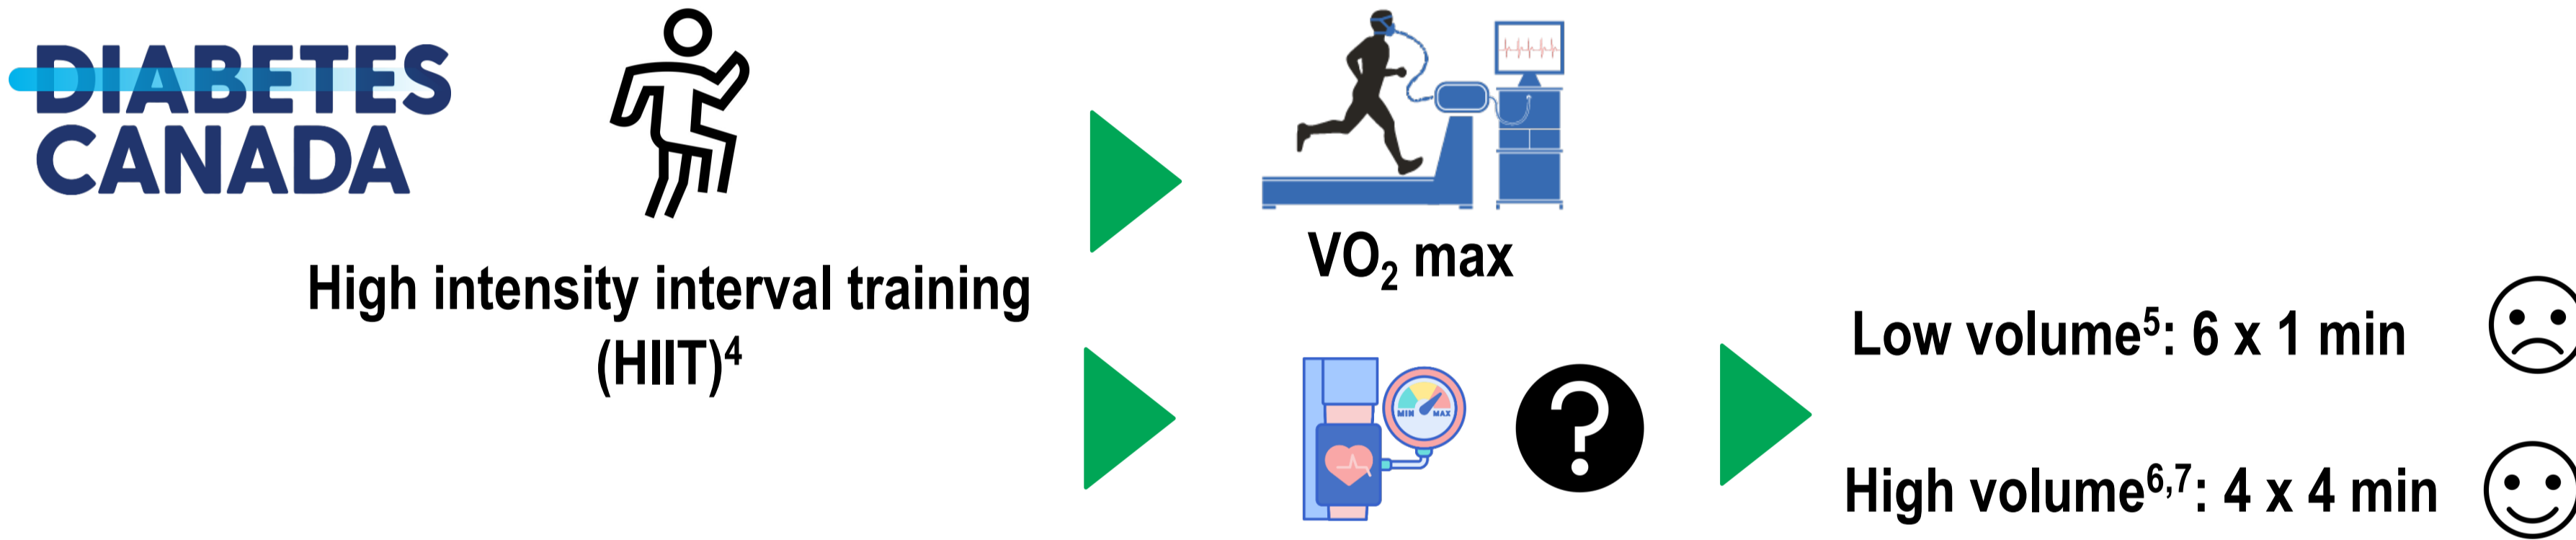 DIABETES
CANADA
High intensity interval training
(HIIT)⁴
VO₂ max
MIN MAX
?
Low volume⁵: 6 x 1 min
High volume⁶,⁷: 4 x 4 min